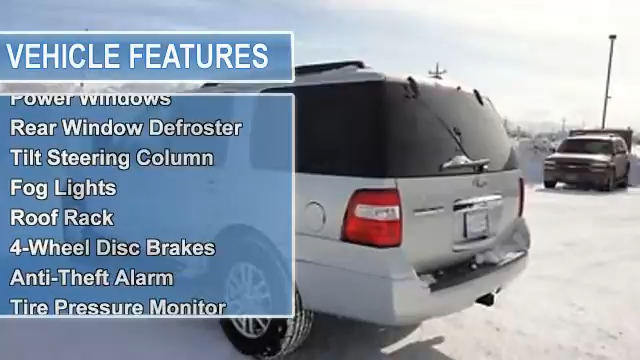 VEHICLE FEATURES
Power Windows
Rear Window Defroster
Tilt Steering Column
Fog Lights
Roof Rack
4-Wheel Disc Brakes
Anti-Theft Alarm
Tire Pressure Monitor